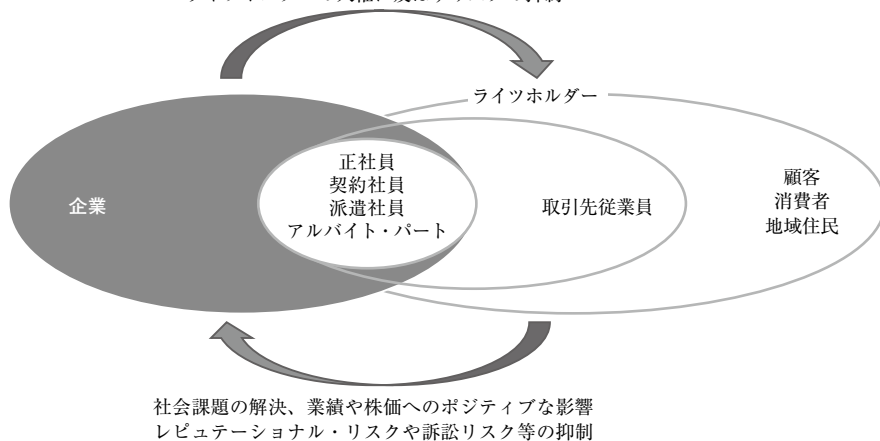 ライツホルダー
企業
正社員
契約社員
派遣社員
アルバイト・パート
取引先従業員
顧客
消費者
地域住民
社会課題の解決、業績や株価へのポジティブな影響
レピュテーショナル・リスクや訴訟リスク等の抑制